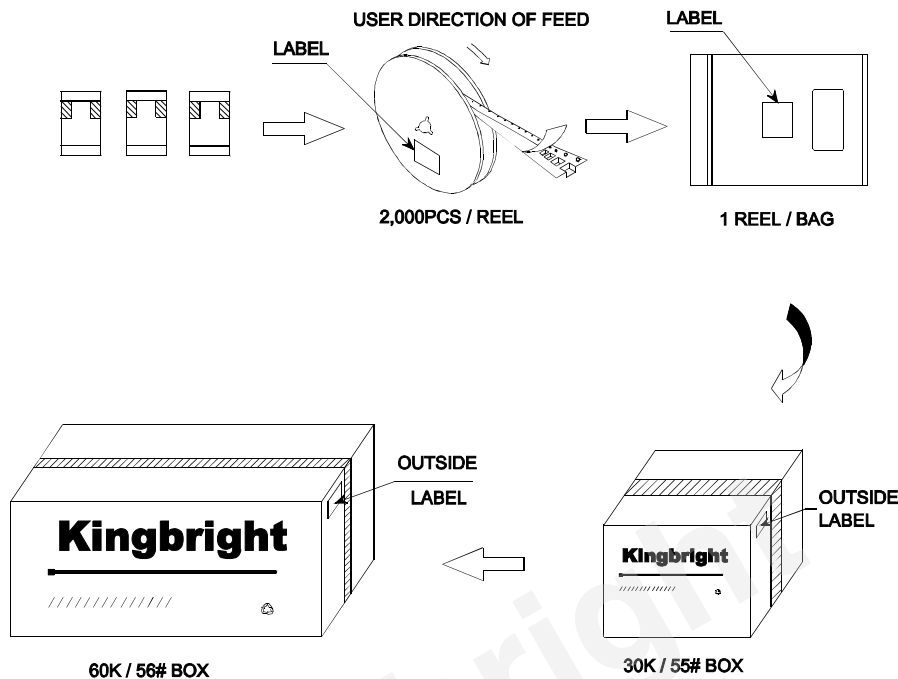 USER DIRECTION OF FEED
LABEL
LABEL
2,000PCS / REEL
1 REEL / BAG
OUTSIDE
LABEL
Kingbright
60K / 56# BOX
OUTSIDE
LABEL
Kingbright
30K / 55# BOX